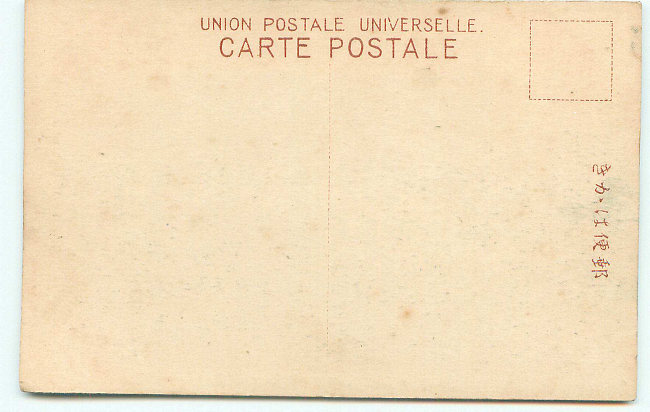 UNION POSTALE UNIVERSELLE.
CARTE POSTALE
郵便はかき